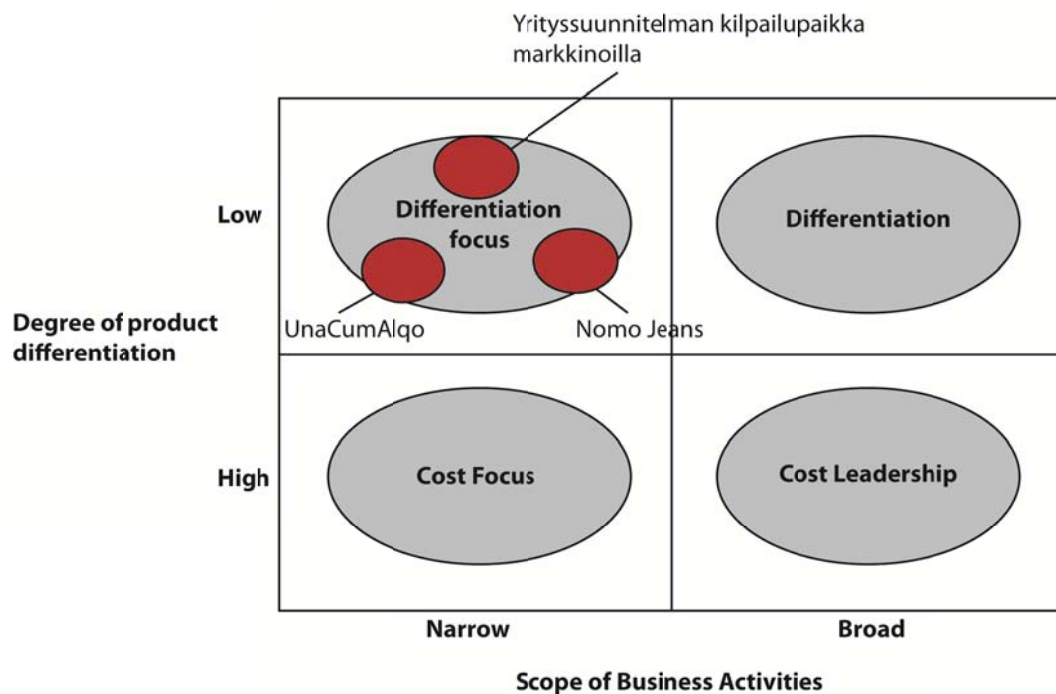 Yrityssuunnitelman kilpailupaikka
markkinoilla
Low
Differentiation
focus
Differentiation
UnaCumAlqo
Nomo Jeans
Degree of product
differentiation
High
Cost Focus
Cost Leadership
Narrow
Broad
Scope of Business Activities